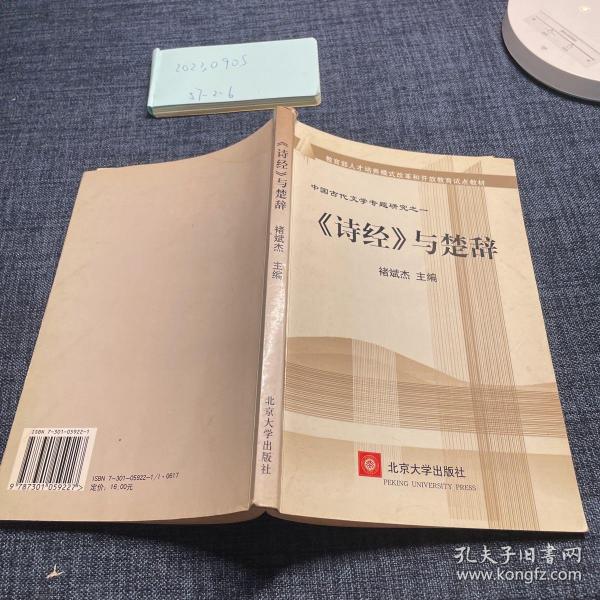 20230905
57-2-6
教育部人才培养模式改革和开放教育试点教材
中国古代文学专题研究之一
《诗经》与楚辞
褚斌杰 主编
北京大学出版社
PEKING UNIVERSITY PRESS
《诗经》与楚辞
褚斌杰 主编
北京大学出版社
ISBN 7-301-05922-1
9 787301 059227 >
ISBN 7-301-05922-1/I·0617
定价：16.00元
孔夫子旧书网
www.kongfz.com